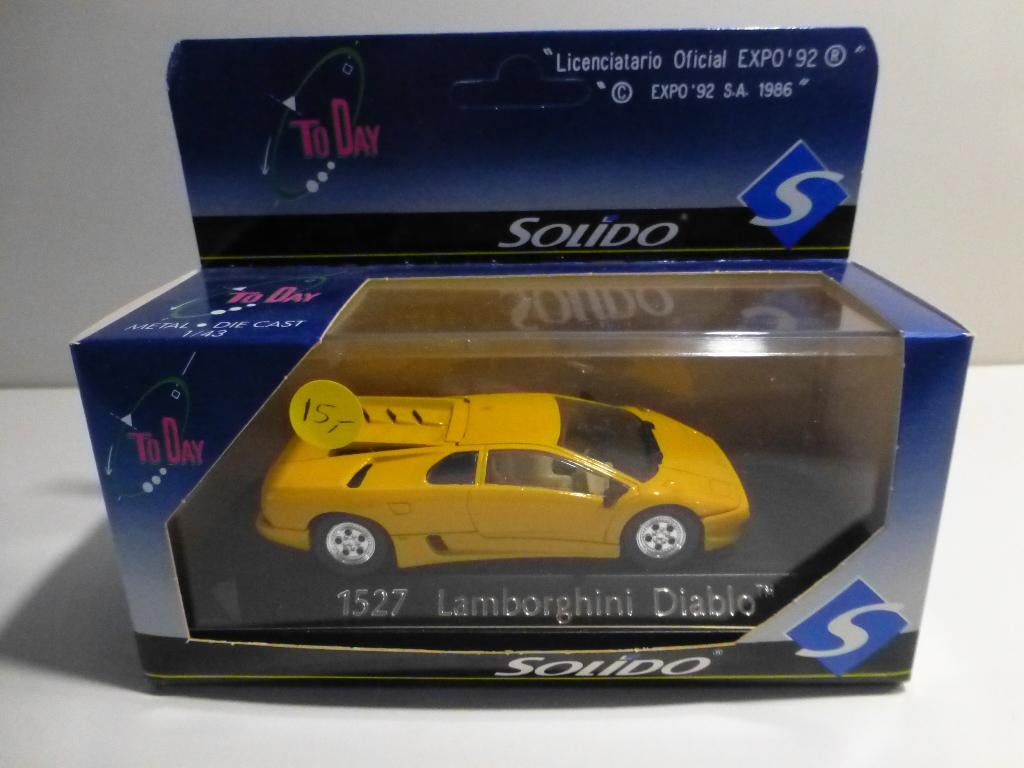 "Licenciatario Oficial EXPO'92 ® "
" © EXPO '92 S.A. 1986 "
TO DAY
S
SOLIDO®
TO DAY
METAL • DIE CAST
1/43
SOLIDO
TO DAY
15,-
1527 Lamborghini Diablo™
S
SOLIDO®